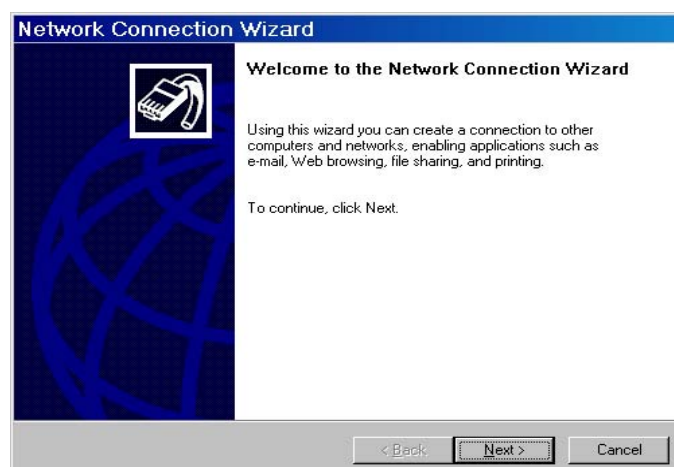 Network Connection Wizard
Welcome to the Network Connection Wizard
Using this wizard you can create a connection to other
computers and networks, enabling applications such as
e-mail, Web browsing, file sharing, and printing.
To continue, click Next.
< Back Next > Cancel